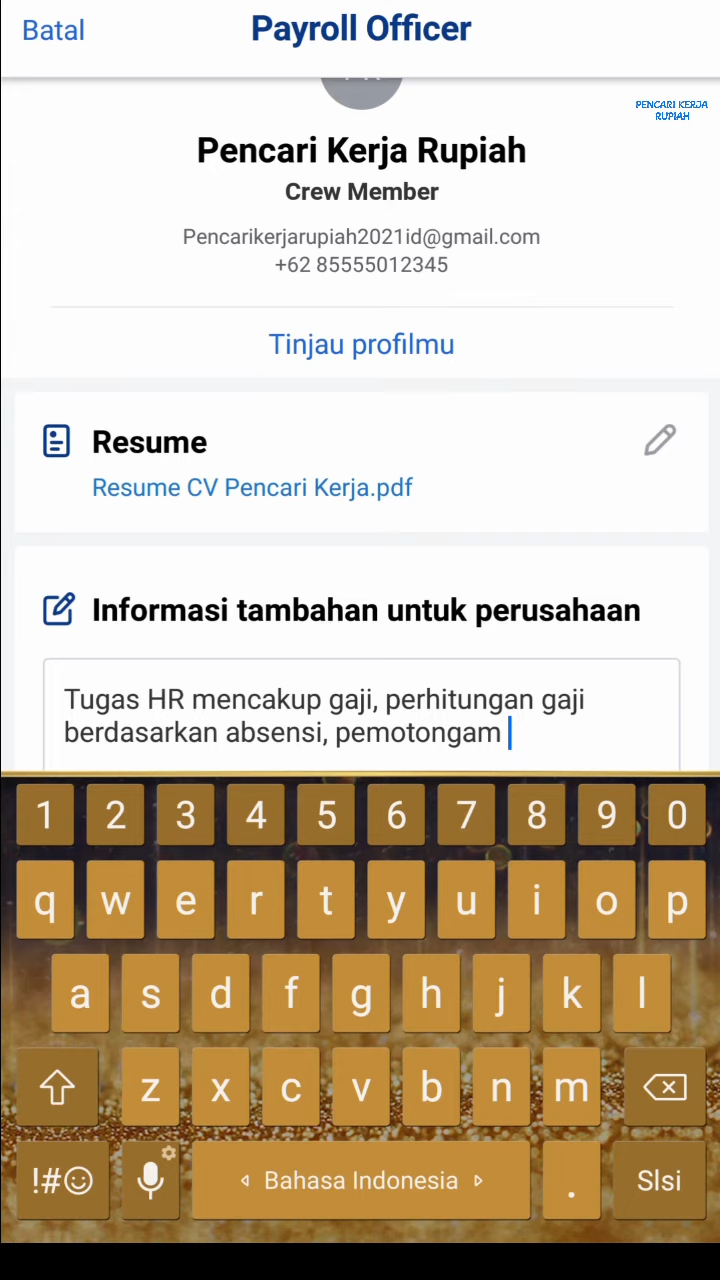 Batal
Payroll Officer
PENCARI KERJA
RUPIAH
Pencari Kerja Rupiah
Crew Member
Pencarikerjarupiah2021id@gmail.com
+62 85555012345
Tinjau profilmu
Resume
Resume CV Pencari Kerja.pdf
Informasi tambahan untuk perusahaan
Tugas HR mencakup gaji, perhitungan gaji
berdasarkan absensi, pemotongam
1 2 3 4 5 6 7 8 9 0
q w e r t y u i o p
a s d f g h j k l
z x c v b n m
!#☺ Bahasa Indonesia . Slsi